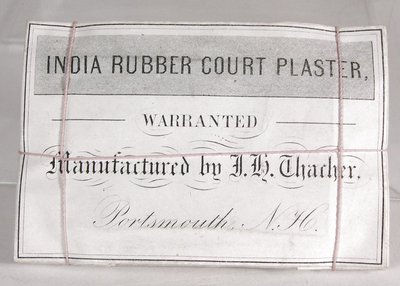 INDIA RUBBER COURT PLASTER,
WARRANTED
Manufactured by J. H. Thacher.
Portsmouth, N. H.